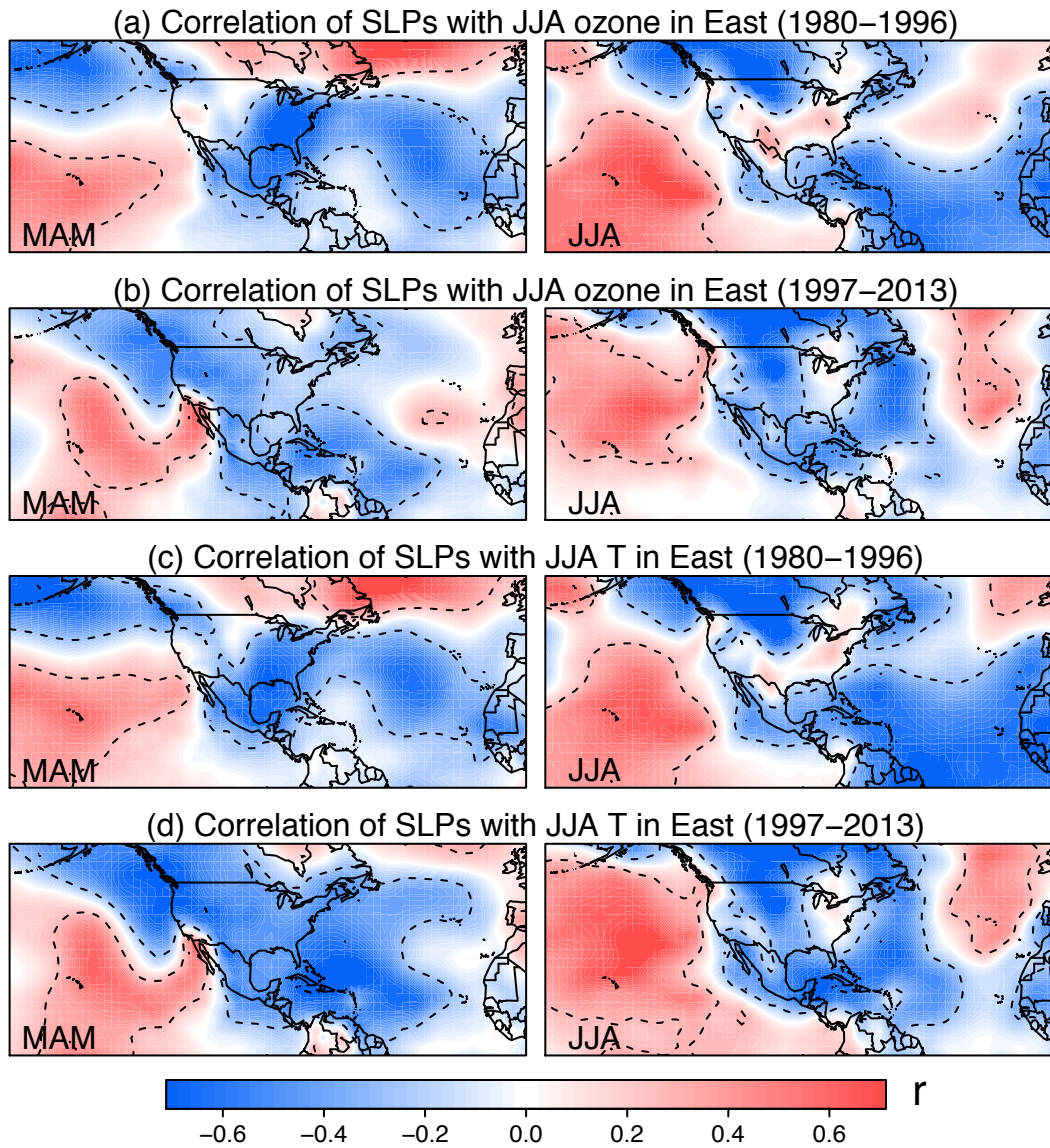 (a) Correlation of SLPs with JJA ozone in East (1980−1996)
MAM
JJA
(b) Correlation of SLPs with JJA ozone in East (1997−2013)
MAM
JJA
(c) Correlation of SLPs with JJA T in East (1980−1996)
MAM
JJA
(d) Correlation of SLPs with JJA T in East (1997−2013)
MAM
JJA
r
−0.6 −0.4 −0.2 0.0 0.2 0.4 0.6